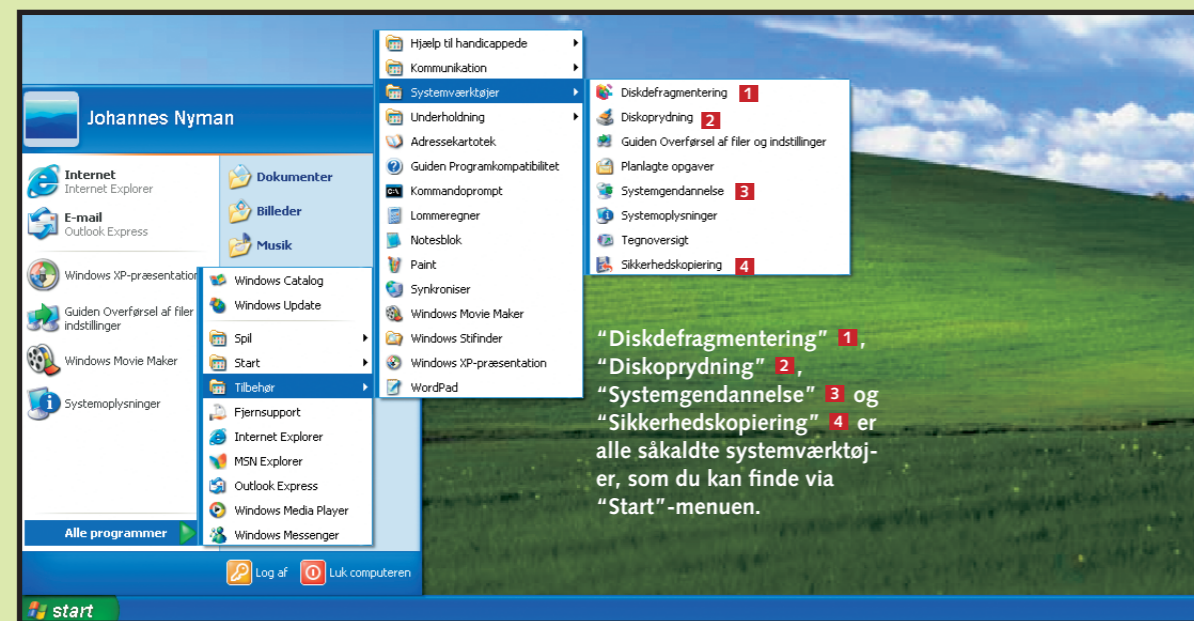 Johannes Nyman
Internet
Internet Explorer
E-mail
Outlook Express
Windows XP-præsentation
Guiden Overførsel af filer
indstillinger
Windows Movie Maker
Systemoplysninger
Alle programmer
Dokumenter
Billeder
Musik
Windows Catalog
Windows Update
Spil
Start
Tilbehør
Fjernsupport
Internet Explorer
MSN Explorer
Outlook Express
Windows Media Player
Windows Messenger
Hjælp til handicappede
Kommunikation
Systemværktøjer
Underholdning
Adressekartotek
Guiden Programkompatibilitet
Kommandoprompt
Lommeregner
Notesblok
Paint
Synkroniser
Windows Movie Maker
Windows Stifinder
Windows XP-præsentation
WordPad
Diskdefragmentering 1
Diskoprydning 2
Guiden Overførsel af filer og indstillinger
Planlagte opgaver
Systemgendannelse 3
Systemoplysninger
Tegnoversigt
Sikkerhedskopiering 4
“Diskdefragmentering” 1,
“Diskoprydning” 2,
“Systemgendannelse” 3 og
“Sikkerhedskopiering” 4 er
alle såkaldte systemværktøj-
er, som du kan finde via
“Start”-menuen.
Log af
Luk computeren
start